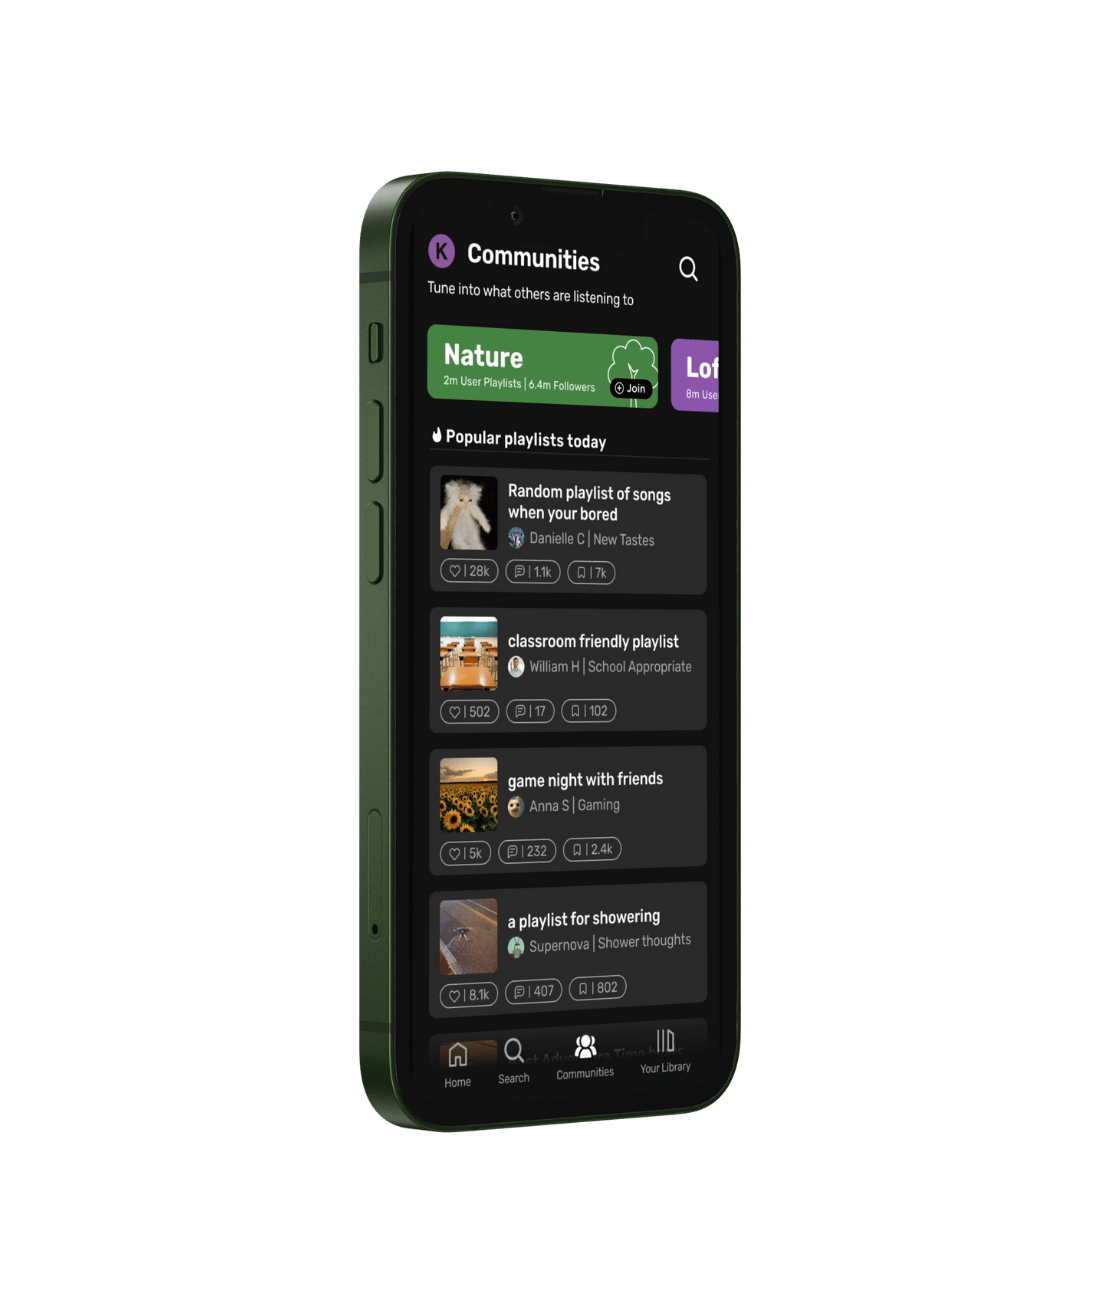 K
Communities
Tune into what others are listening to
Nature
2m User Playlists | 6.4m Followers
Join
Lof
8m Use
Popular playlists today
Random playlist of songs
when your bored
Danielle C | New Tastes
28k
1.1k
7k
classroom friendly playlist
William H | School Appropriate
502
17
102
game night with friends
Anna S | Gaming
5k
232
2.4k
a playlist for showering
Supernova | Shower thoughts
8.1k
407
802
Home
Search
Communities
Your Library